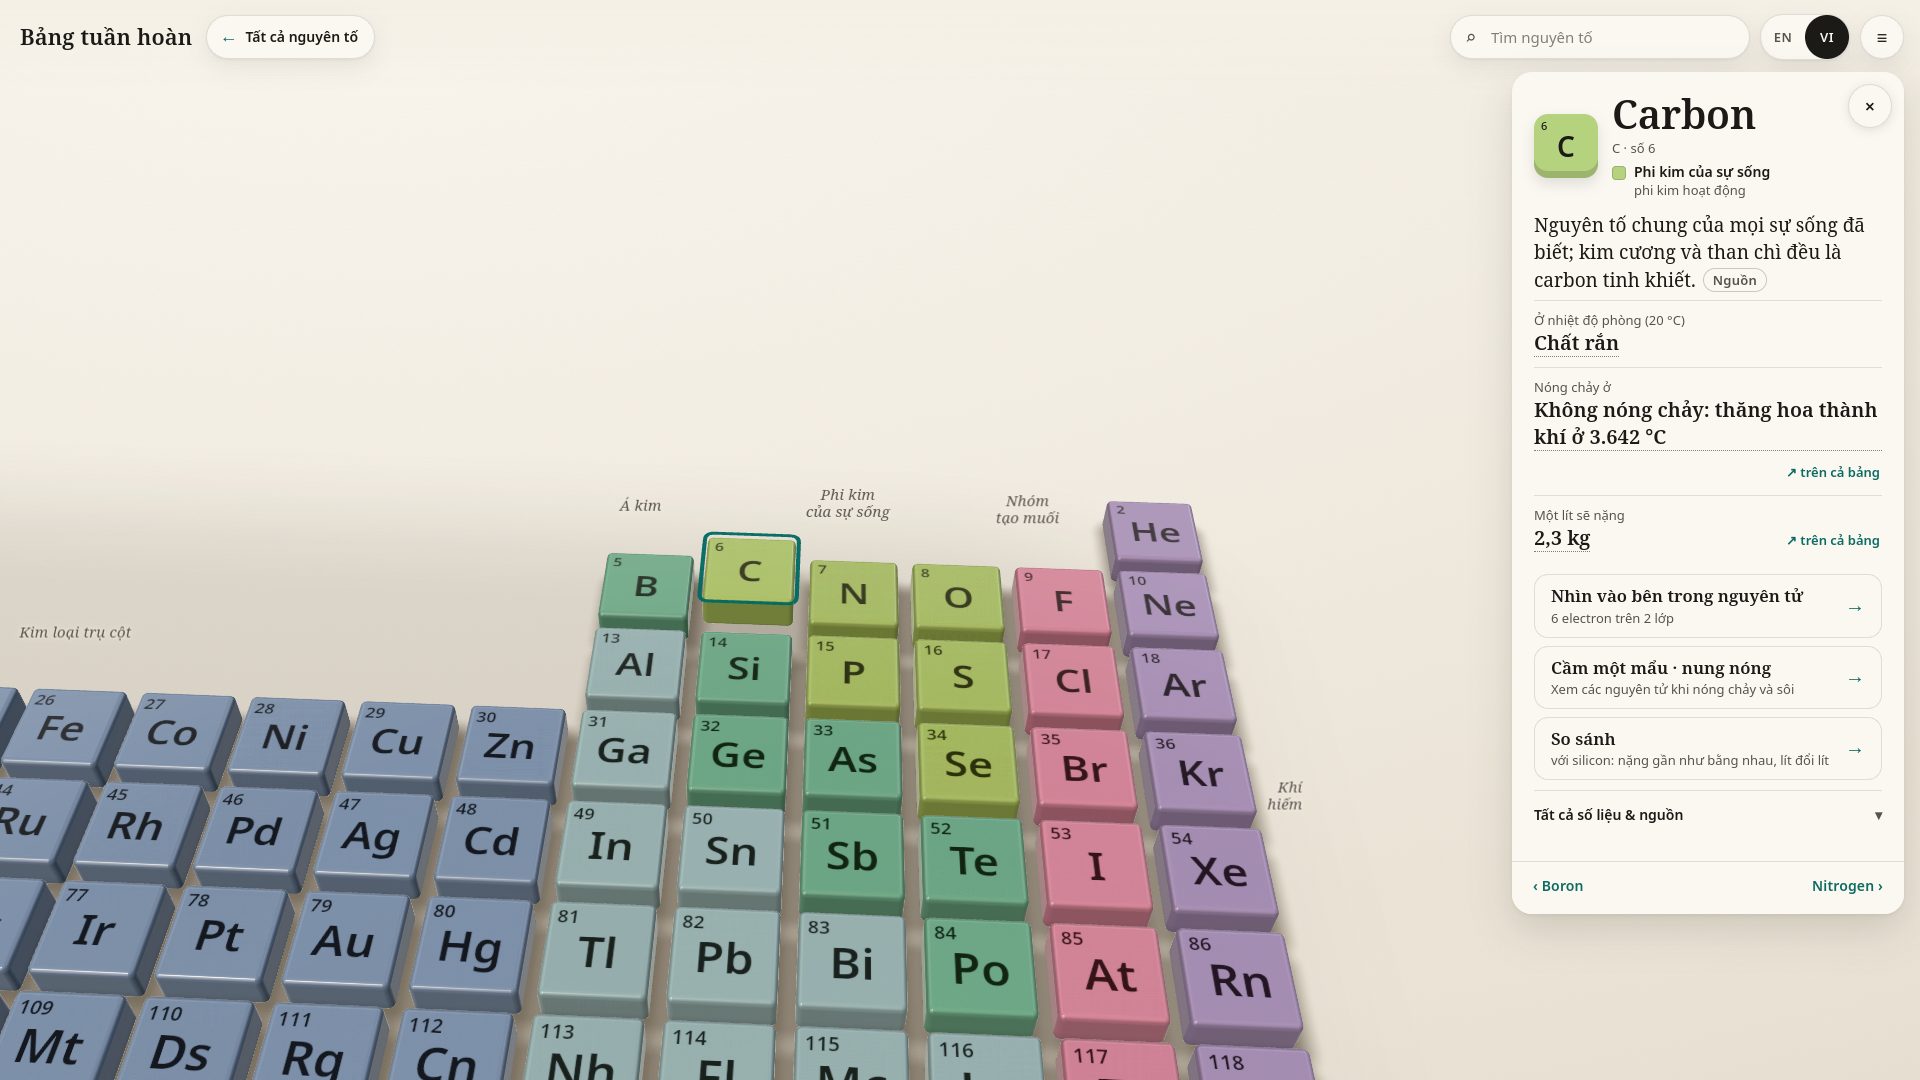 Bảng tuần hoàn
← Tất cả nguyên tố
Tìm nguyên tố
EN
VI
≡
×
6
C
Carbon
C · số 6
Phi kim của sự sống
phi kim hoạt động
Nguyên tố chung của mọi sự sống đã
biết; kim cương và than chì đều là
carbon tinh khiết. Nguồn
Ở nhiệt độ phòng (20 °C)
Chất rắn
Nóng chảy ở
Không nóng chảy: thăng hoa thành
khí ở 3.642 °C
↗ trên cả bảng
Một lít sẽ nặng
2,3 kg
↗ trên cả bảng
Nhìn vào bên trong nguyên tử
6 electron trên 2 lớp
→
Cầm một mẩu · nung nóng
Xem các nguyên tử khi nóng chảy và sôi
→
So sánh
với silicon: nặng gần như bằng nhau, lít đổi lít
→
Tất cả số liệu & nguồn ▾
‹ Boron
Nitrogen ›
Á kim
Phi kim
của sự sống
Nhóm
tạo muối
Kim loại trụ cột
Khí
hiếm
2 He
5 B
6 C
7 N
8 O
9 F
10 Ne
13 Al
14 Si
15 P
16 S
17 Cl
18 Ar
26 Fe
27 Co
28 Ni
29 Cu
30 Zn
31 Ga
32 Ge
33 As
34 Se
35 Br
36 Kr
Ru
45 Rh
46 Pd
47 Ag
48 Cd
49 In
50 Sn
51 Sb
52 Te
53 I
54 Xe
77 Ir
78 Pt
79 Au
80 Hg
81 Tl
82 Pb
83 Bi
84 Po
85 At
86 Rn
109 Mt
110 Ds
111 Rg
112 Cn
113 Nh
114 Fl
115 Mc
116
117
118